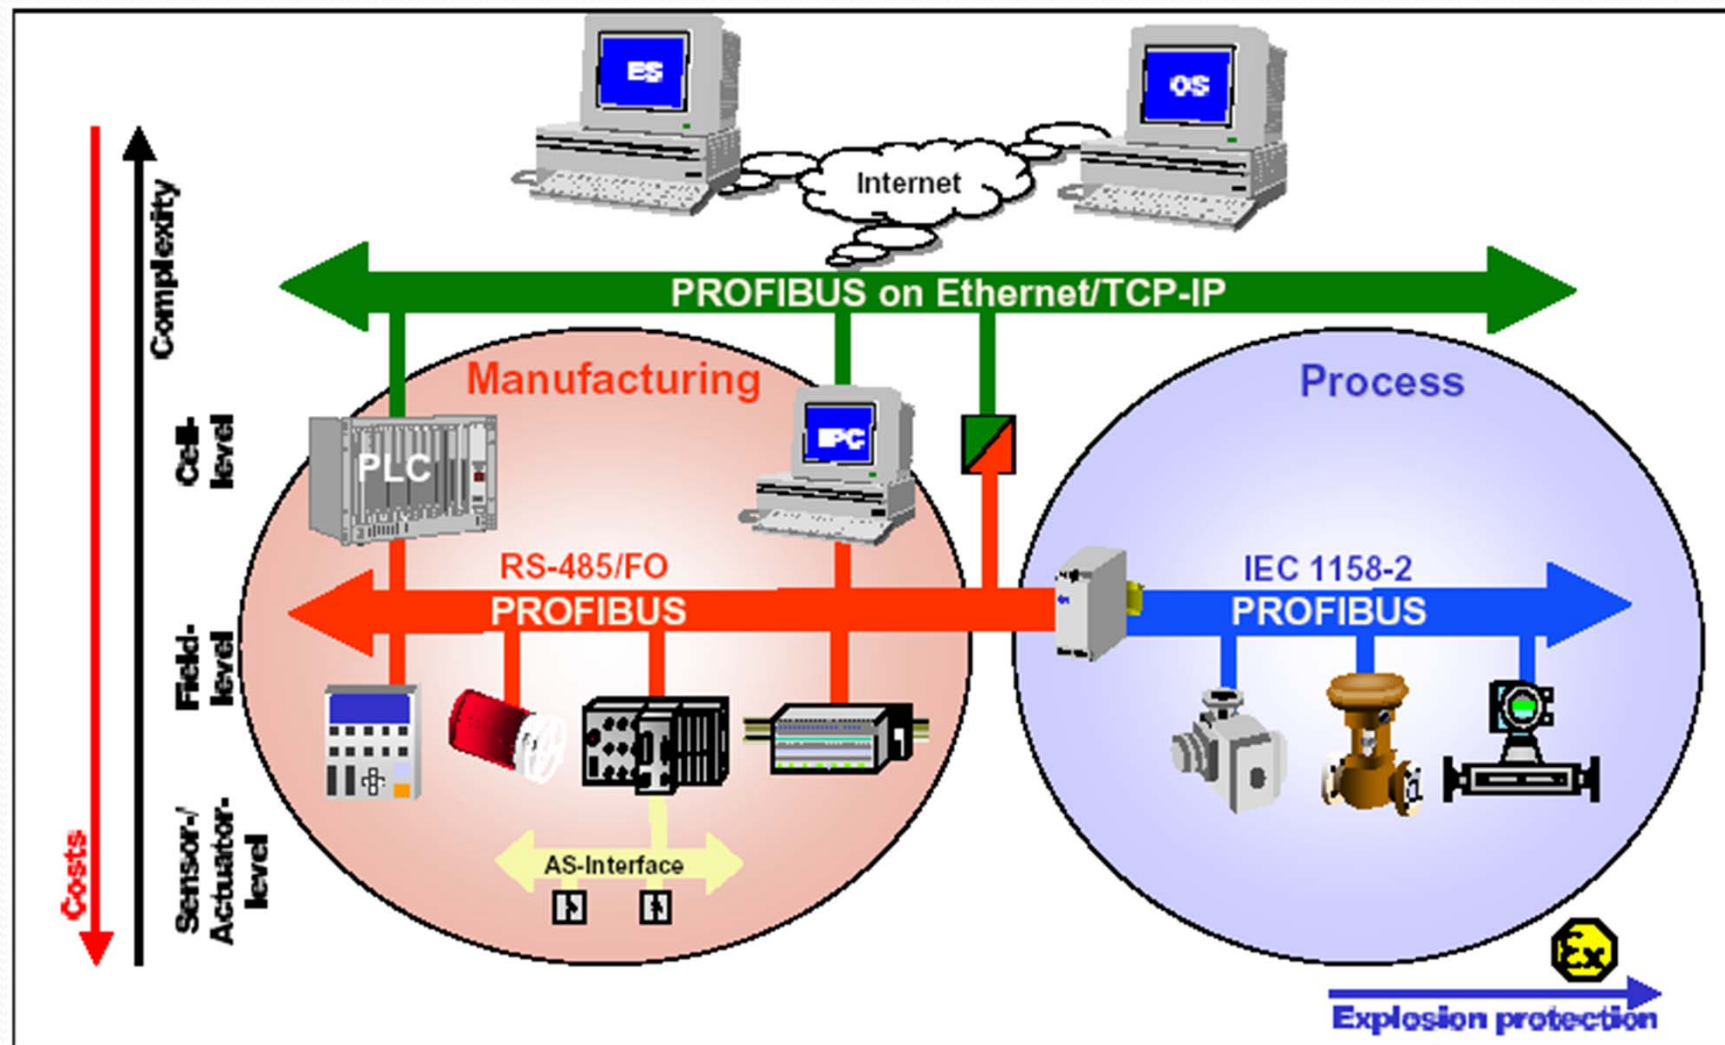 ES
OS
Internet
PROFIBUS on Ethernet/TCP-IP
Complexity
Costs
Cell-
level
Field-
level
Sensor-/
Actuator-
level
Manufacturing
Process
PLC
IPC
RS-485/FO
PROFIBUS
IEC 1158-2
PROFIBUS
AS-Interface
Ex
Explosion protection